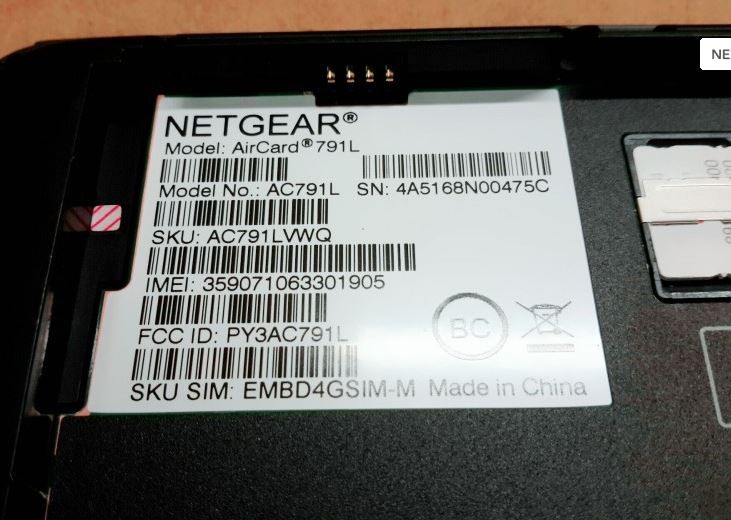 NE
NETGEAR®
Model: AirCard® 791L
Model No.: AC791L SN: 4A5168N00475C
SKU: AC791LVWQ
IMEI: 359071063301905
FCC ID: PY3AC791L
BC
SKU SIM: EMBD4GSIM-M Made in China